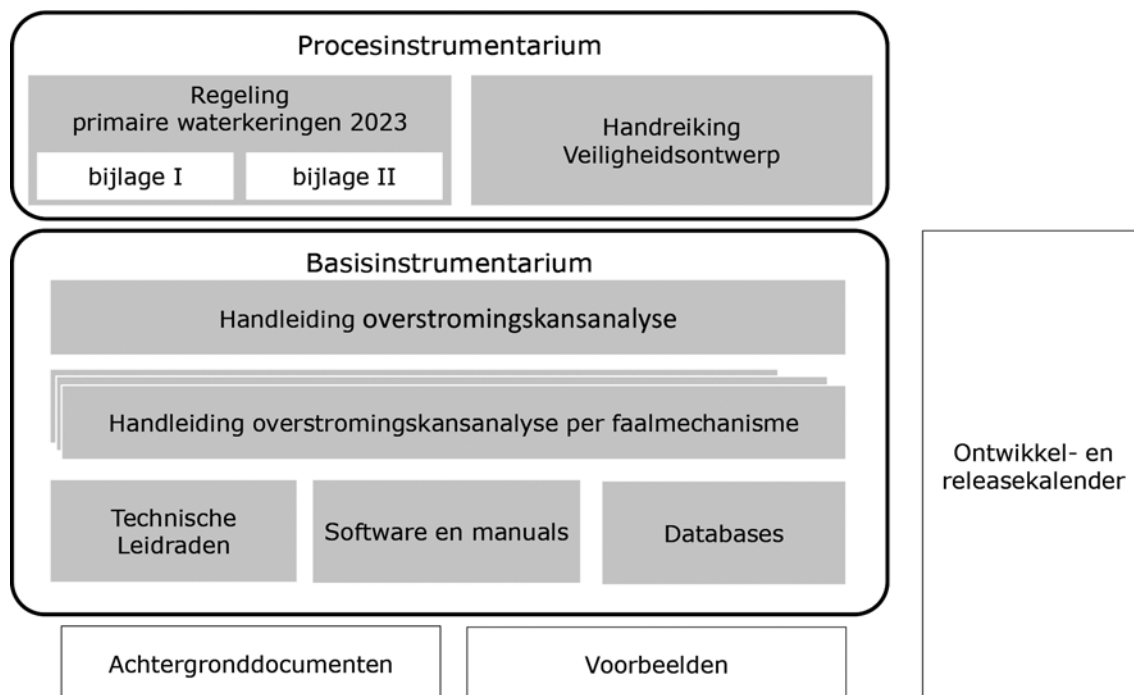 Procesinstrumentarium
Regeling
primaire waterkeringen 2023
bijlage I
bijlage II
Handreiking
Veiligheidsontwerp
Basisinstrumentarium
Handleiding overstromingskansanalyse
Handleiding overstromingskansanalyse per faalmechanisme
Technische
Leidraden
Software en manuals
Databases
Ontwikkel- en
releasekalender
Achtergronddocumenten
Voorbeelden